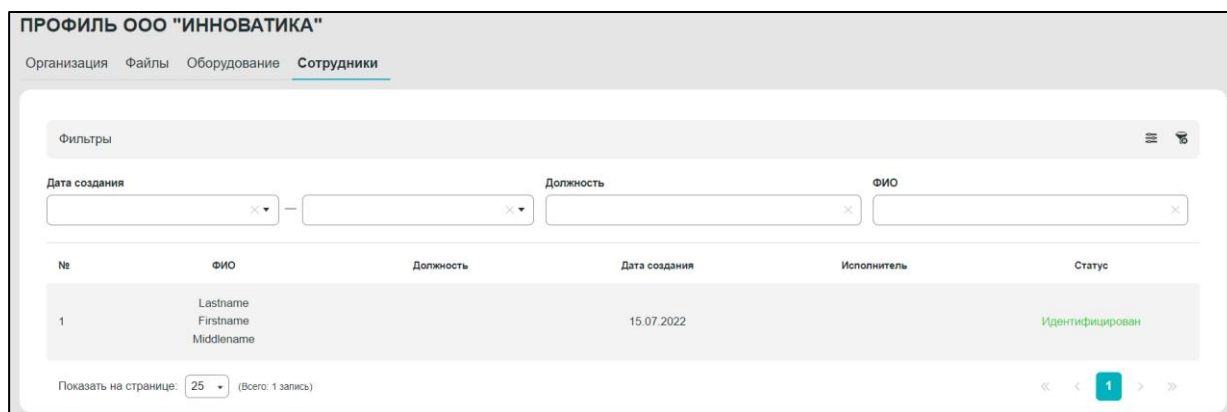 ПРОФИЛЬ ООО "ИННОВАТИКА"
Организация Файлы Оборудование Сотрудники
Фильтры
Дата создания Должность ФИО
—
№ ФИО Должность Дата создания Исполнитель Статус
Lastname
1 Firstname 15.07.2022 Идентифицирован
Middlename
Показать на странице: 25 (Всего: 1 запись) « < 1 > »